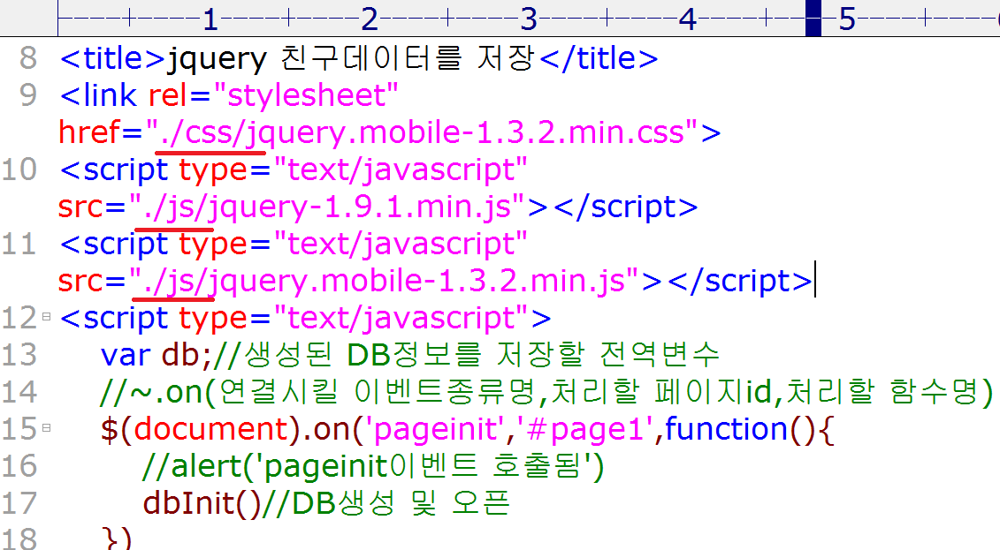 1 2 3 4 5
8 <title>jquery 친구데이터를 저장</title>
9 <link rel="stylesheet"
href="./css/jquery.mobile-1.3.2.min.css">
10 <script type="text/javascript"
src="./js/jquery-1.9.1.min.js"></script>
11 <script type="text/javascript"
src="./js/jquery.mobile-1.3.2.min.js"></script>
12 <script type="text/javascript">
13 var db;//생성된 DB정보를 저장할 전역변수
14 //~.on(연결시킬 이벤트종류명,처리할 페이지id,처리할 함수명)
15 $(document).on('pageinit','#page1',function(){
16 //alert('pageinit이벤트 호출됨')
17 dbInit()//DB생성 및 오픈
18 })